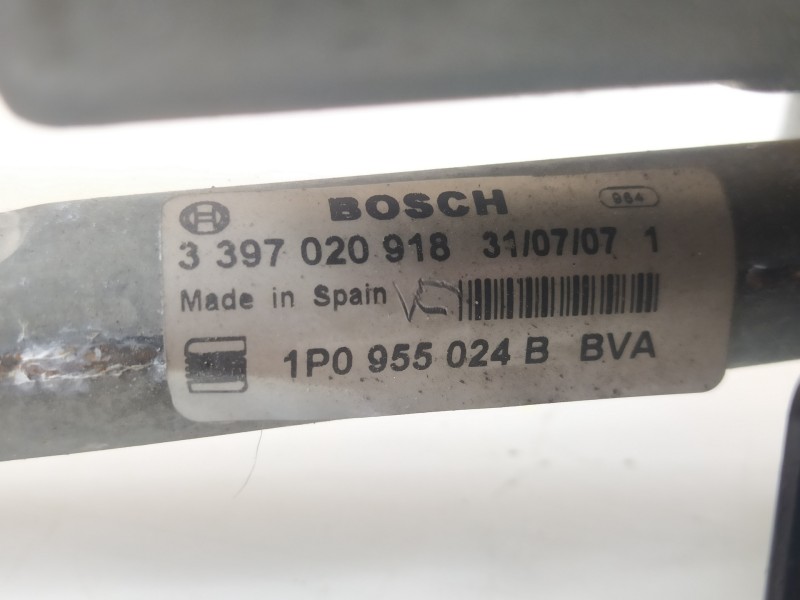 BOSCH 964
3 397 020 918 31/07/07 1
Made in Spain
1P0 955 024 B BVA